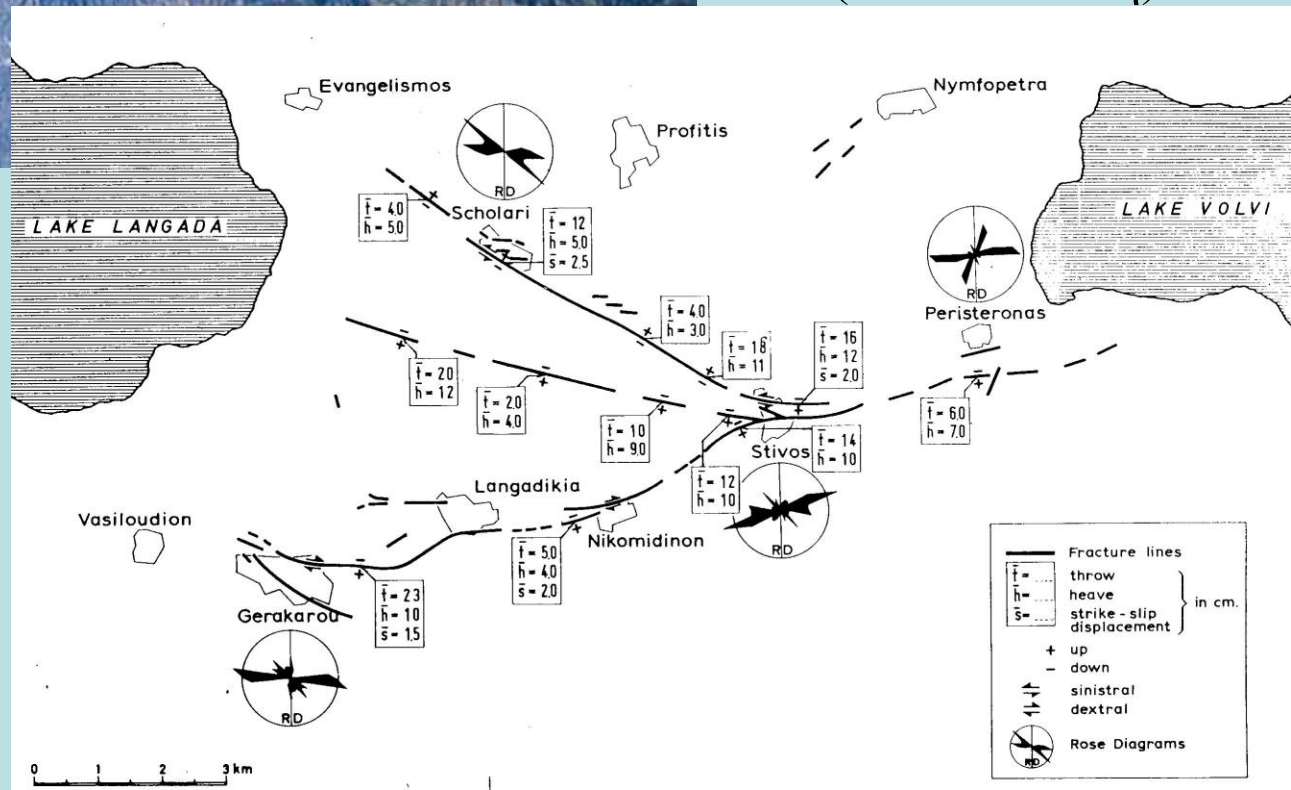 Evangelismos
Nymfopetra
Profitis
RD
LAKE LANGADA
t̄ = 4.0
h̄ = 5.0
Scholari
t̄ = 12
h̄ = 5.0
s̄ = 2.5
LAKE VOLVI
RD
Peristeronas
t̄ = 4.0
h̄ = 3.0
t̄ = 18
h̄ = 11
t̄ = 16
h̄ = 12
s̄ = 2.0
t̄ = 20
h̄ = 12
t̄ = 2.0
h̄ = 4.0
t̄ = 10
h̄ = 9.0
t̄ = 6.0
h̄ = 7.0
t̄ = 14
h̄ = 10
Stivos
t̄ = 12
h̄ = 10
RD
Langadikia
Vasiloudion
Nikomidinon
t̄ = 5.0
h̄ = 4.0
s̄ = 2.0
Gerakarou
t̄ = 23
h̄ = 10
s̄ = 1.5
RD
Fracture lines
t̄ = .... throw
h̄ = .... heave
s̄ = .... strike-slip
displacement
in cm.
+ up
- down
sinistral
dextral
RD
Rose Diagrams
0 1 2 3 km